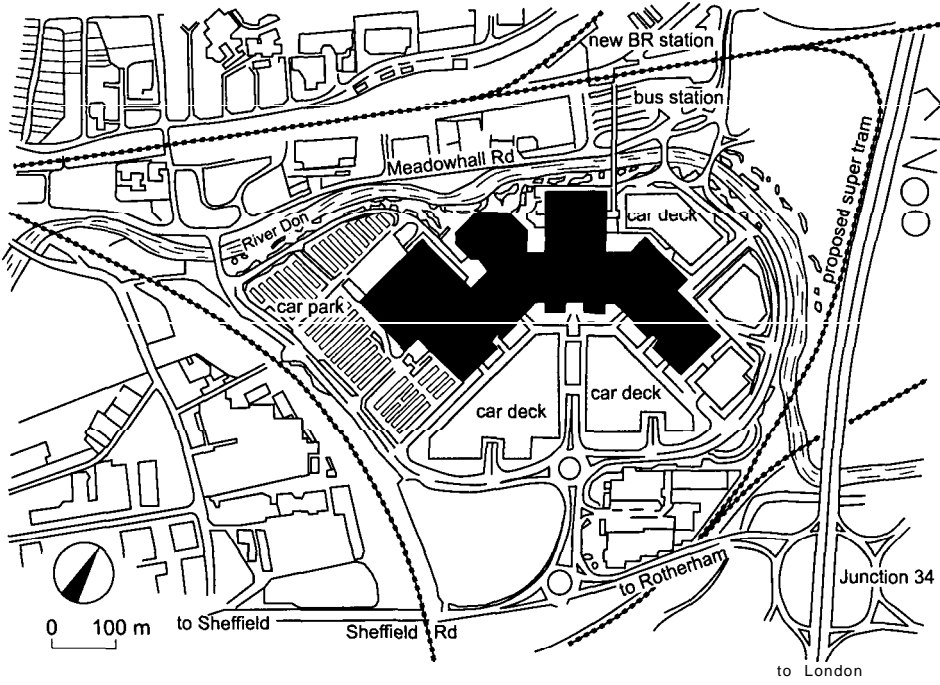 new BR station
bus station
Meadowhall Rd
proposed super tram
River Don
car deck
car park
car deck
car deck
to Rotherham
Junction 34
0 100 m
to Sheffield
Sheffield Rd
to London